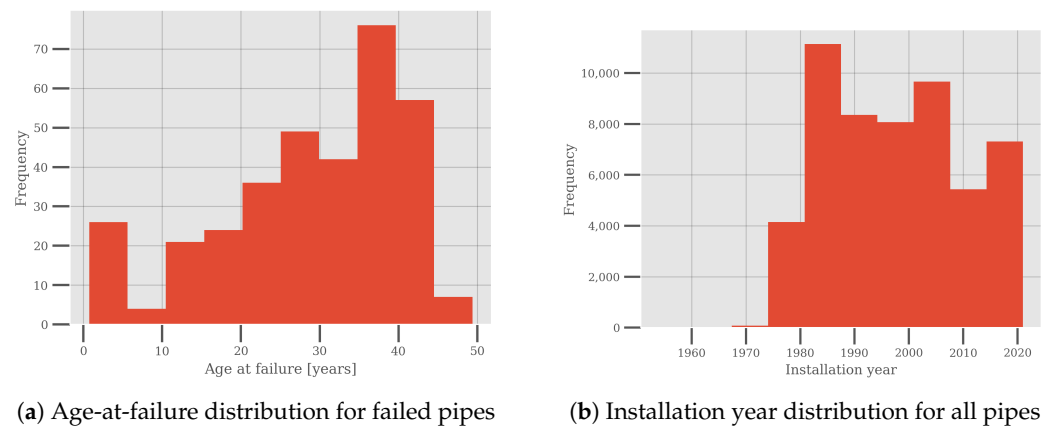 70
60
50
40
30
20
10
0
Frequency
0 10 20 30 40 50
Age at failure [years]
(a) Age-at-failure distribution for failed pipes
10,000
8,000
6,000
4,000
2,000
0
Frequency
1960 1970 1980 1990 2000 2010 2020
Installation year
(b) Installation year distribution for all pipes